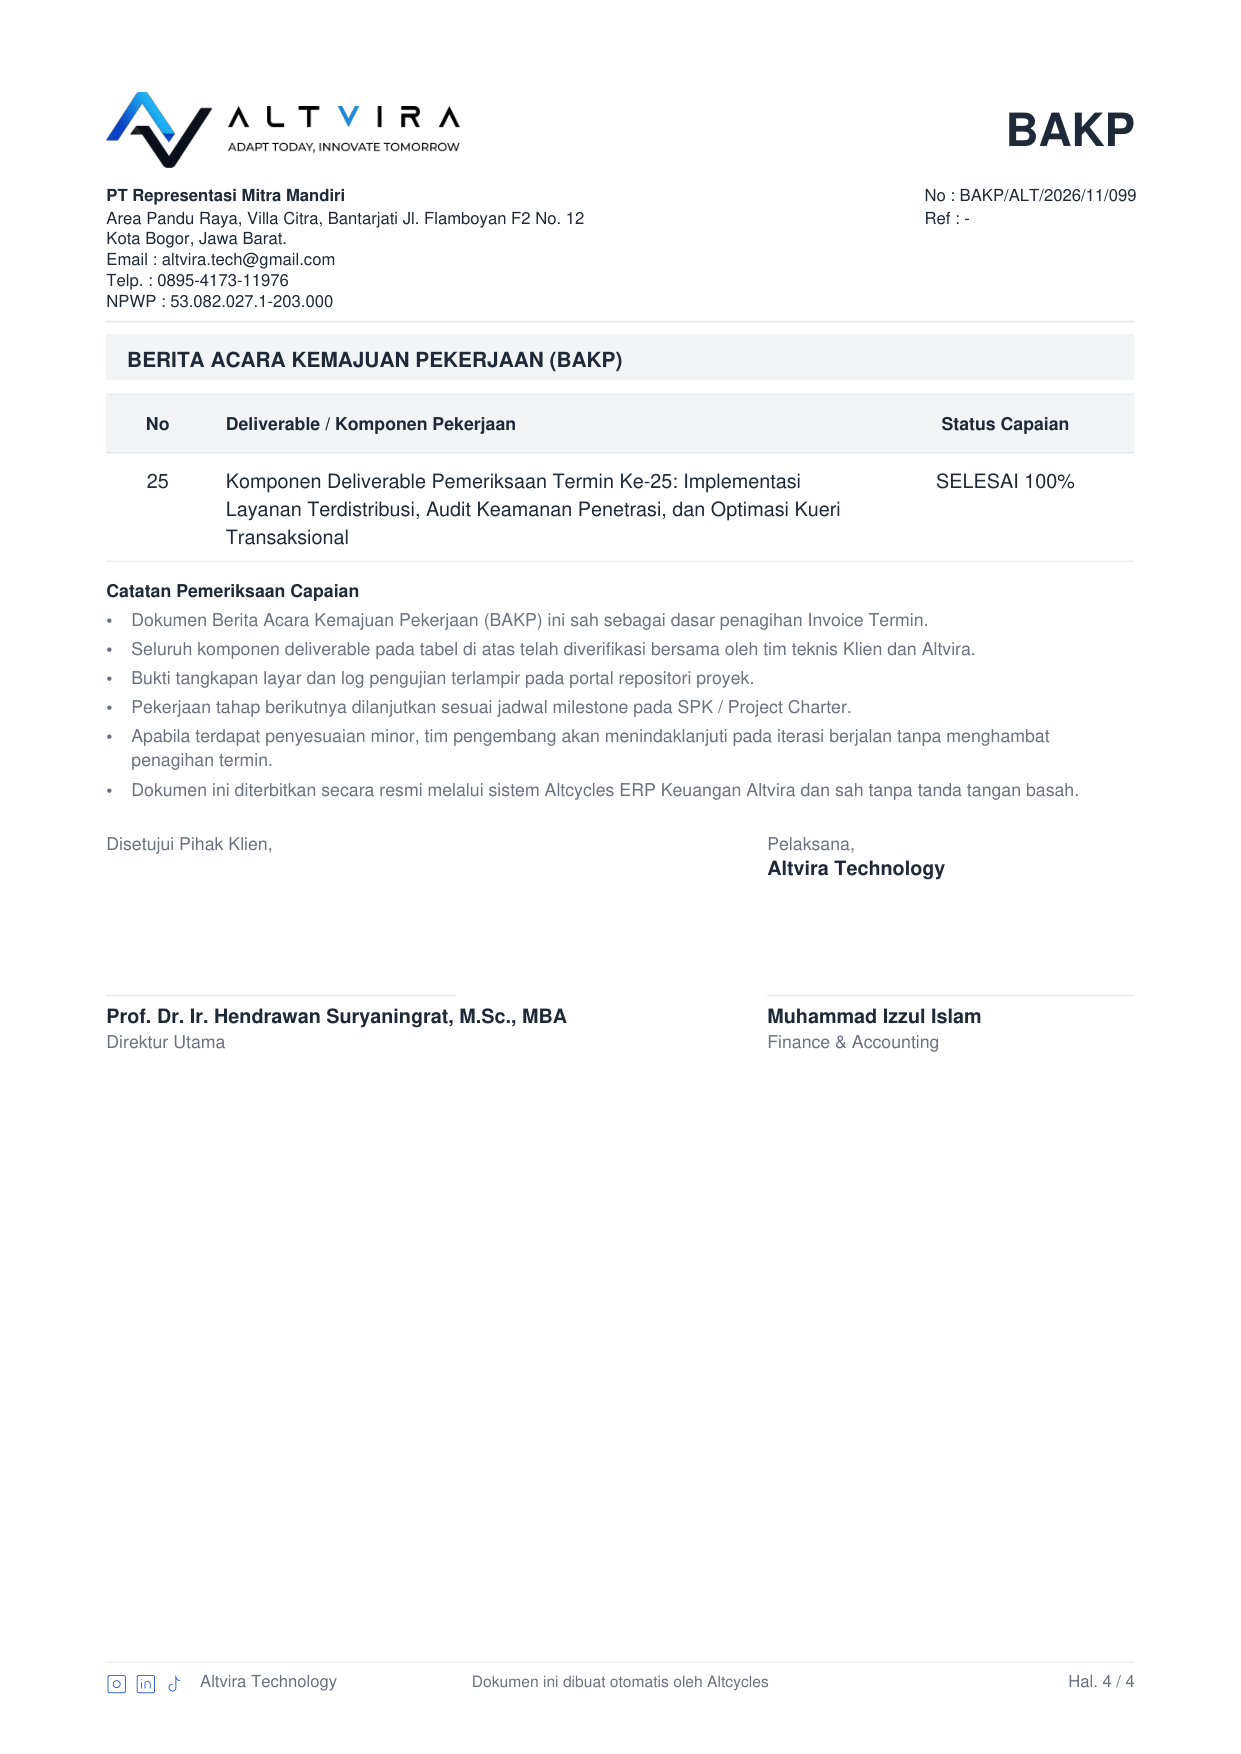 ALTVIRA
ADAPT TODAY, INNOVATE TOMORROW
BAKP
PT Representasi Mitra Mandiri
Area Pandu Raya, Villa Citra, Bantarjati Jl. Flamboyan F2 No. 12
Kota Bogor, Jawa Barat.
Email : altvira.tech@gmail.com
Telp. : 0895-4173-11976
NPWP : 53.082.027.1-203.000
No : BAKP/ALT/2026/11/099
Ref : -
BERITA ACARA KEMAJUAN PEKERJAAN (BAKP)
No Deliverable / Komponen Pekerjaan Status Capaian
25 Komponen Deliverable Pemeriksaan Termin Ke-25: Implementasi SELESAI 100%
Layanan Terdistribusi, Audit Keamanan Penetrasi, dan Optimasi Kueri
Transaksional
Catatan Pemeriksaan Capaian
• Dokumen Berita Acara Kemajuan Pekerjaan (BAKP) ini sah sebagai dasar penagihan Invoice Termin.
• Seluruh komponen deliverable pada tabel di atas telah diverifikasi bersama oleh tim teknis Klien dan Altvira.
• Bukti tangkapan layar dan log pengujian terlampir pada portal repositori proyek.
• Pekerjaan tahap berikutnya dilanjutkan sesuai jadwal milestone pada SPK / Project Charter.
• Apabila terdapat penyesuaian minor, tim pengembang akan menindaklanjuti pada iterasi berjalan tanpa menghambat
penagihan termin.
• Dokumen ini diterbitkan secara resmi melalui sistem Altcycles ERP Keuangan Altvira dan sah tanpa tanda tangan basah.
Disetujui Pihak Klien,
Pelaksana,
Altvira Technology
Prof. Dr. Ir. Hendrawan Suryaningrat, M.Sc., MBA
Direktur Utama
Muhammad Izzul Islam
Finance & Accounting
Altvira Technology Dokumen ini dibuat otomatis oleh Altcycles Hal. 4 / 4